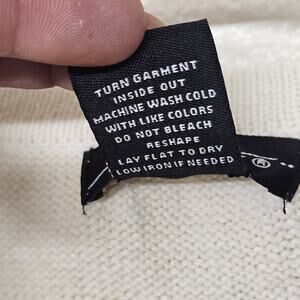 TURN GARMENT
INSIDE OUT
MACHINE WASH COLD
WITH LIKE COLORS
DO NOT BLEACH
RESHAPE
LAY FLAT TO DRY
LOW IRON IF NEEDED
®